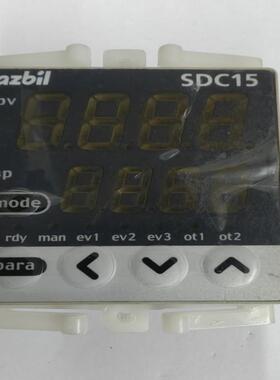 azbil
SDC15
pv
sp
mode
rdy man ev1 ev2 ev3 ot1 ot2
para